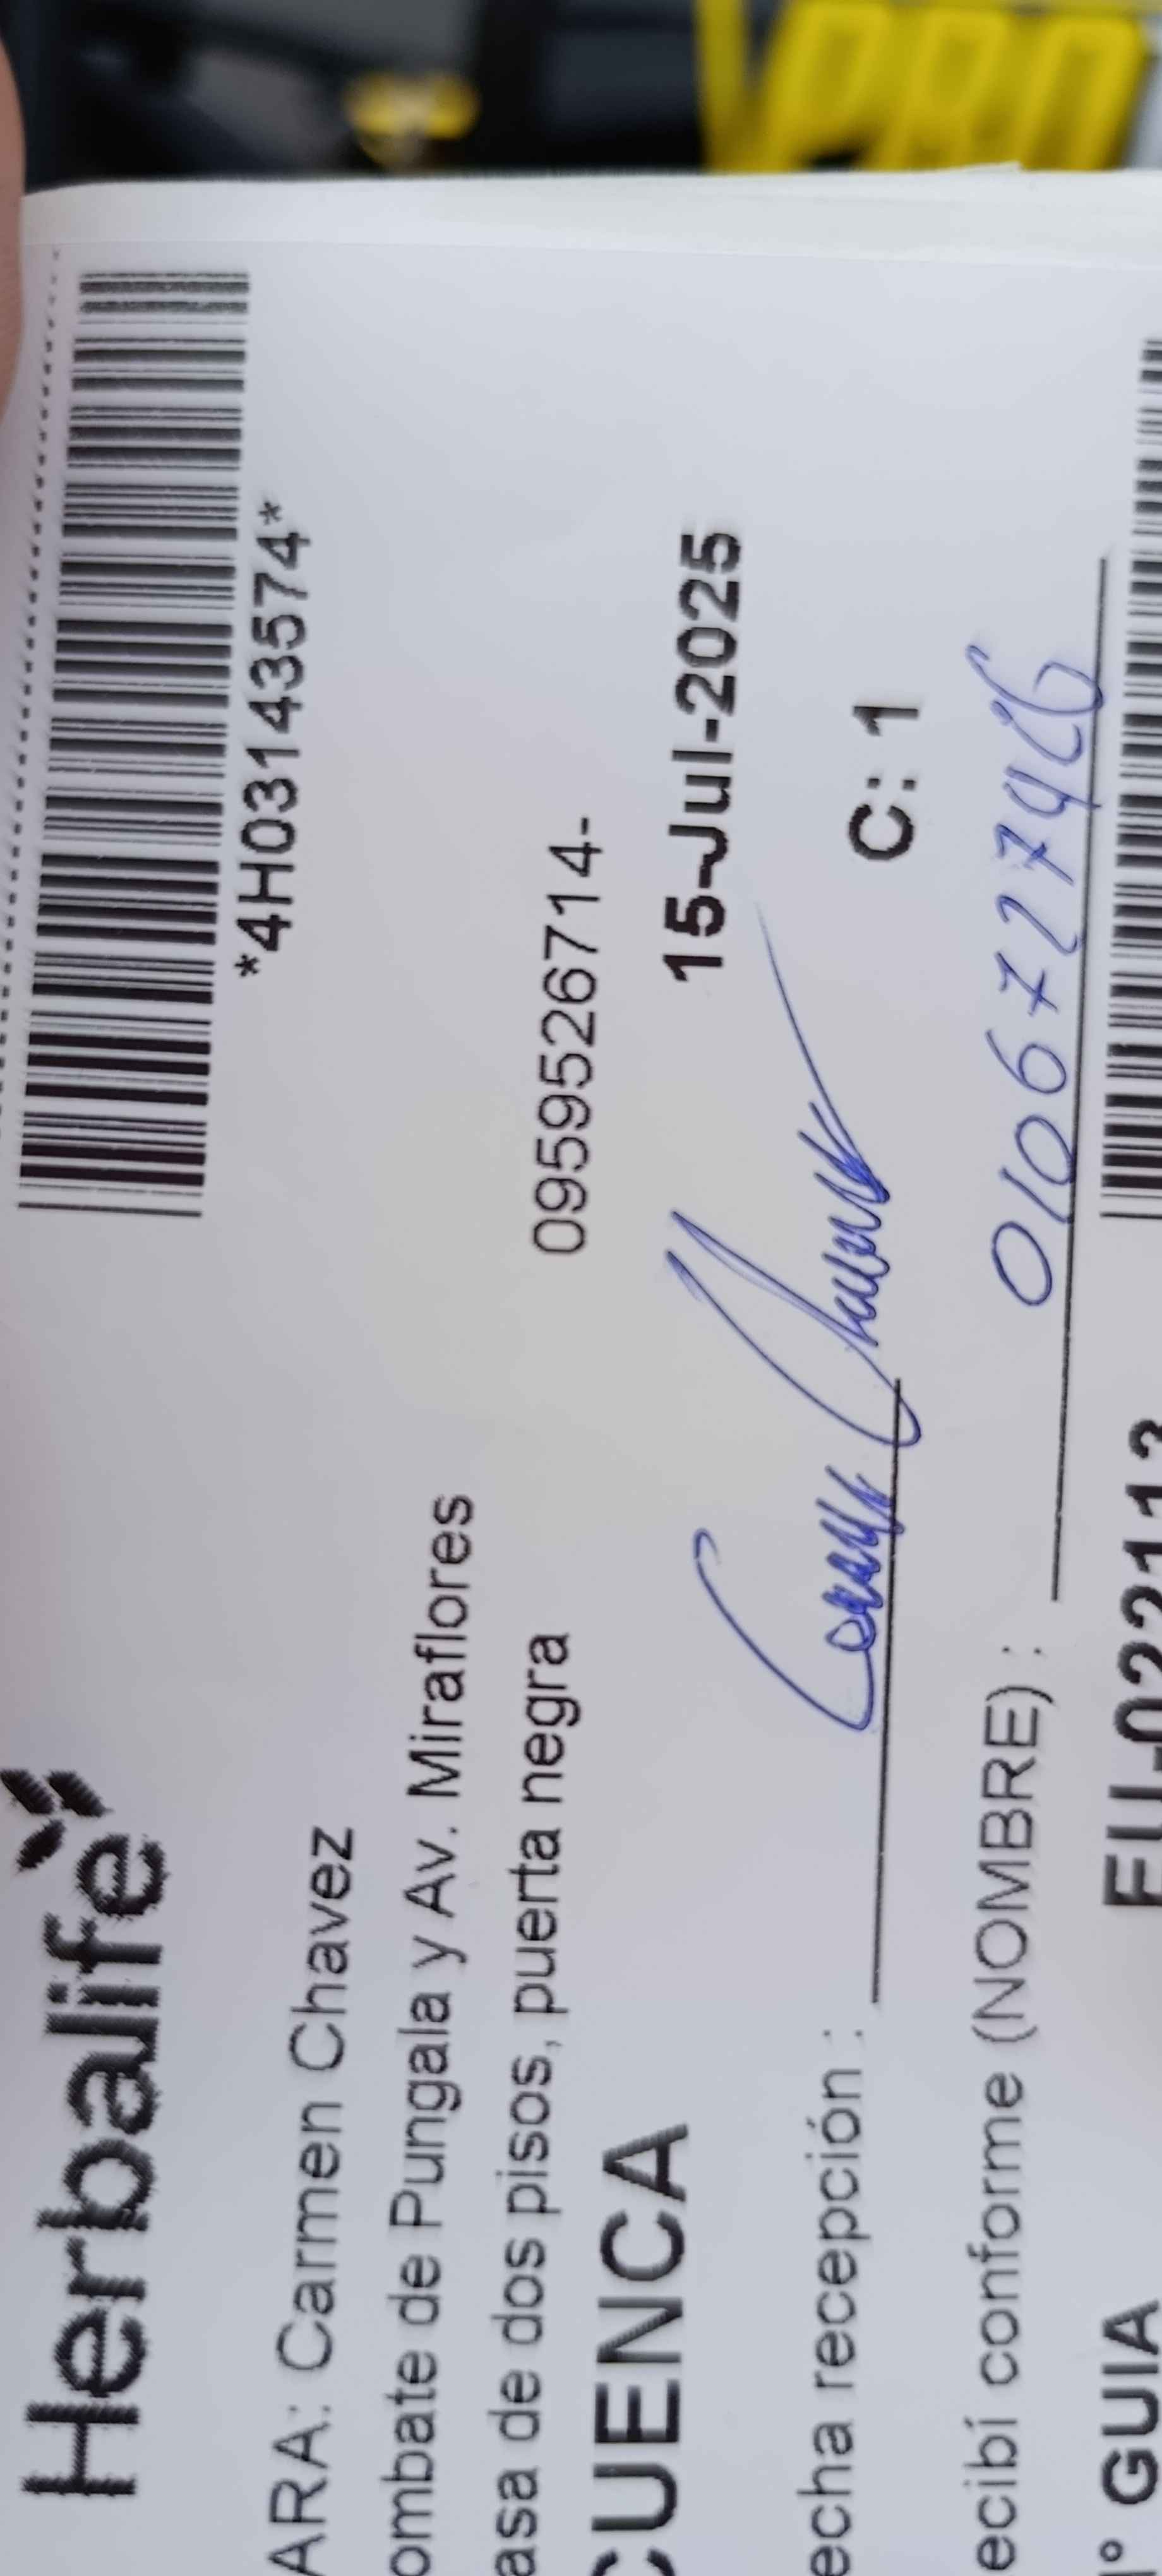 Herbalife
*4H03143574*
ARA: Carmen Chavez
ombate de Pungala y Av. Miraflores
asa de dos pisos, puerta negra
0959526714-
CUENCA
15-Jul-2025
echa recepción :
C: 1
ecibí conforme (NOMBRE) :
° GUIA
PRO